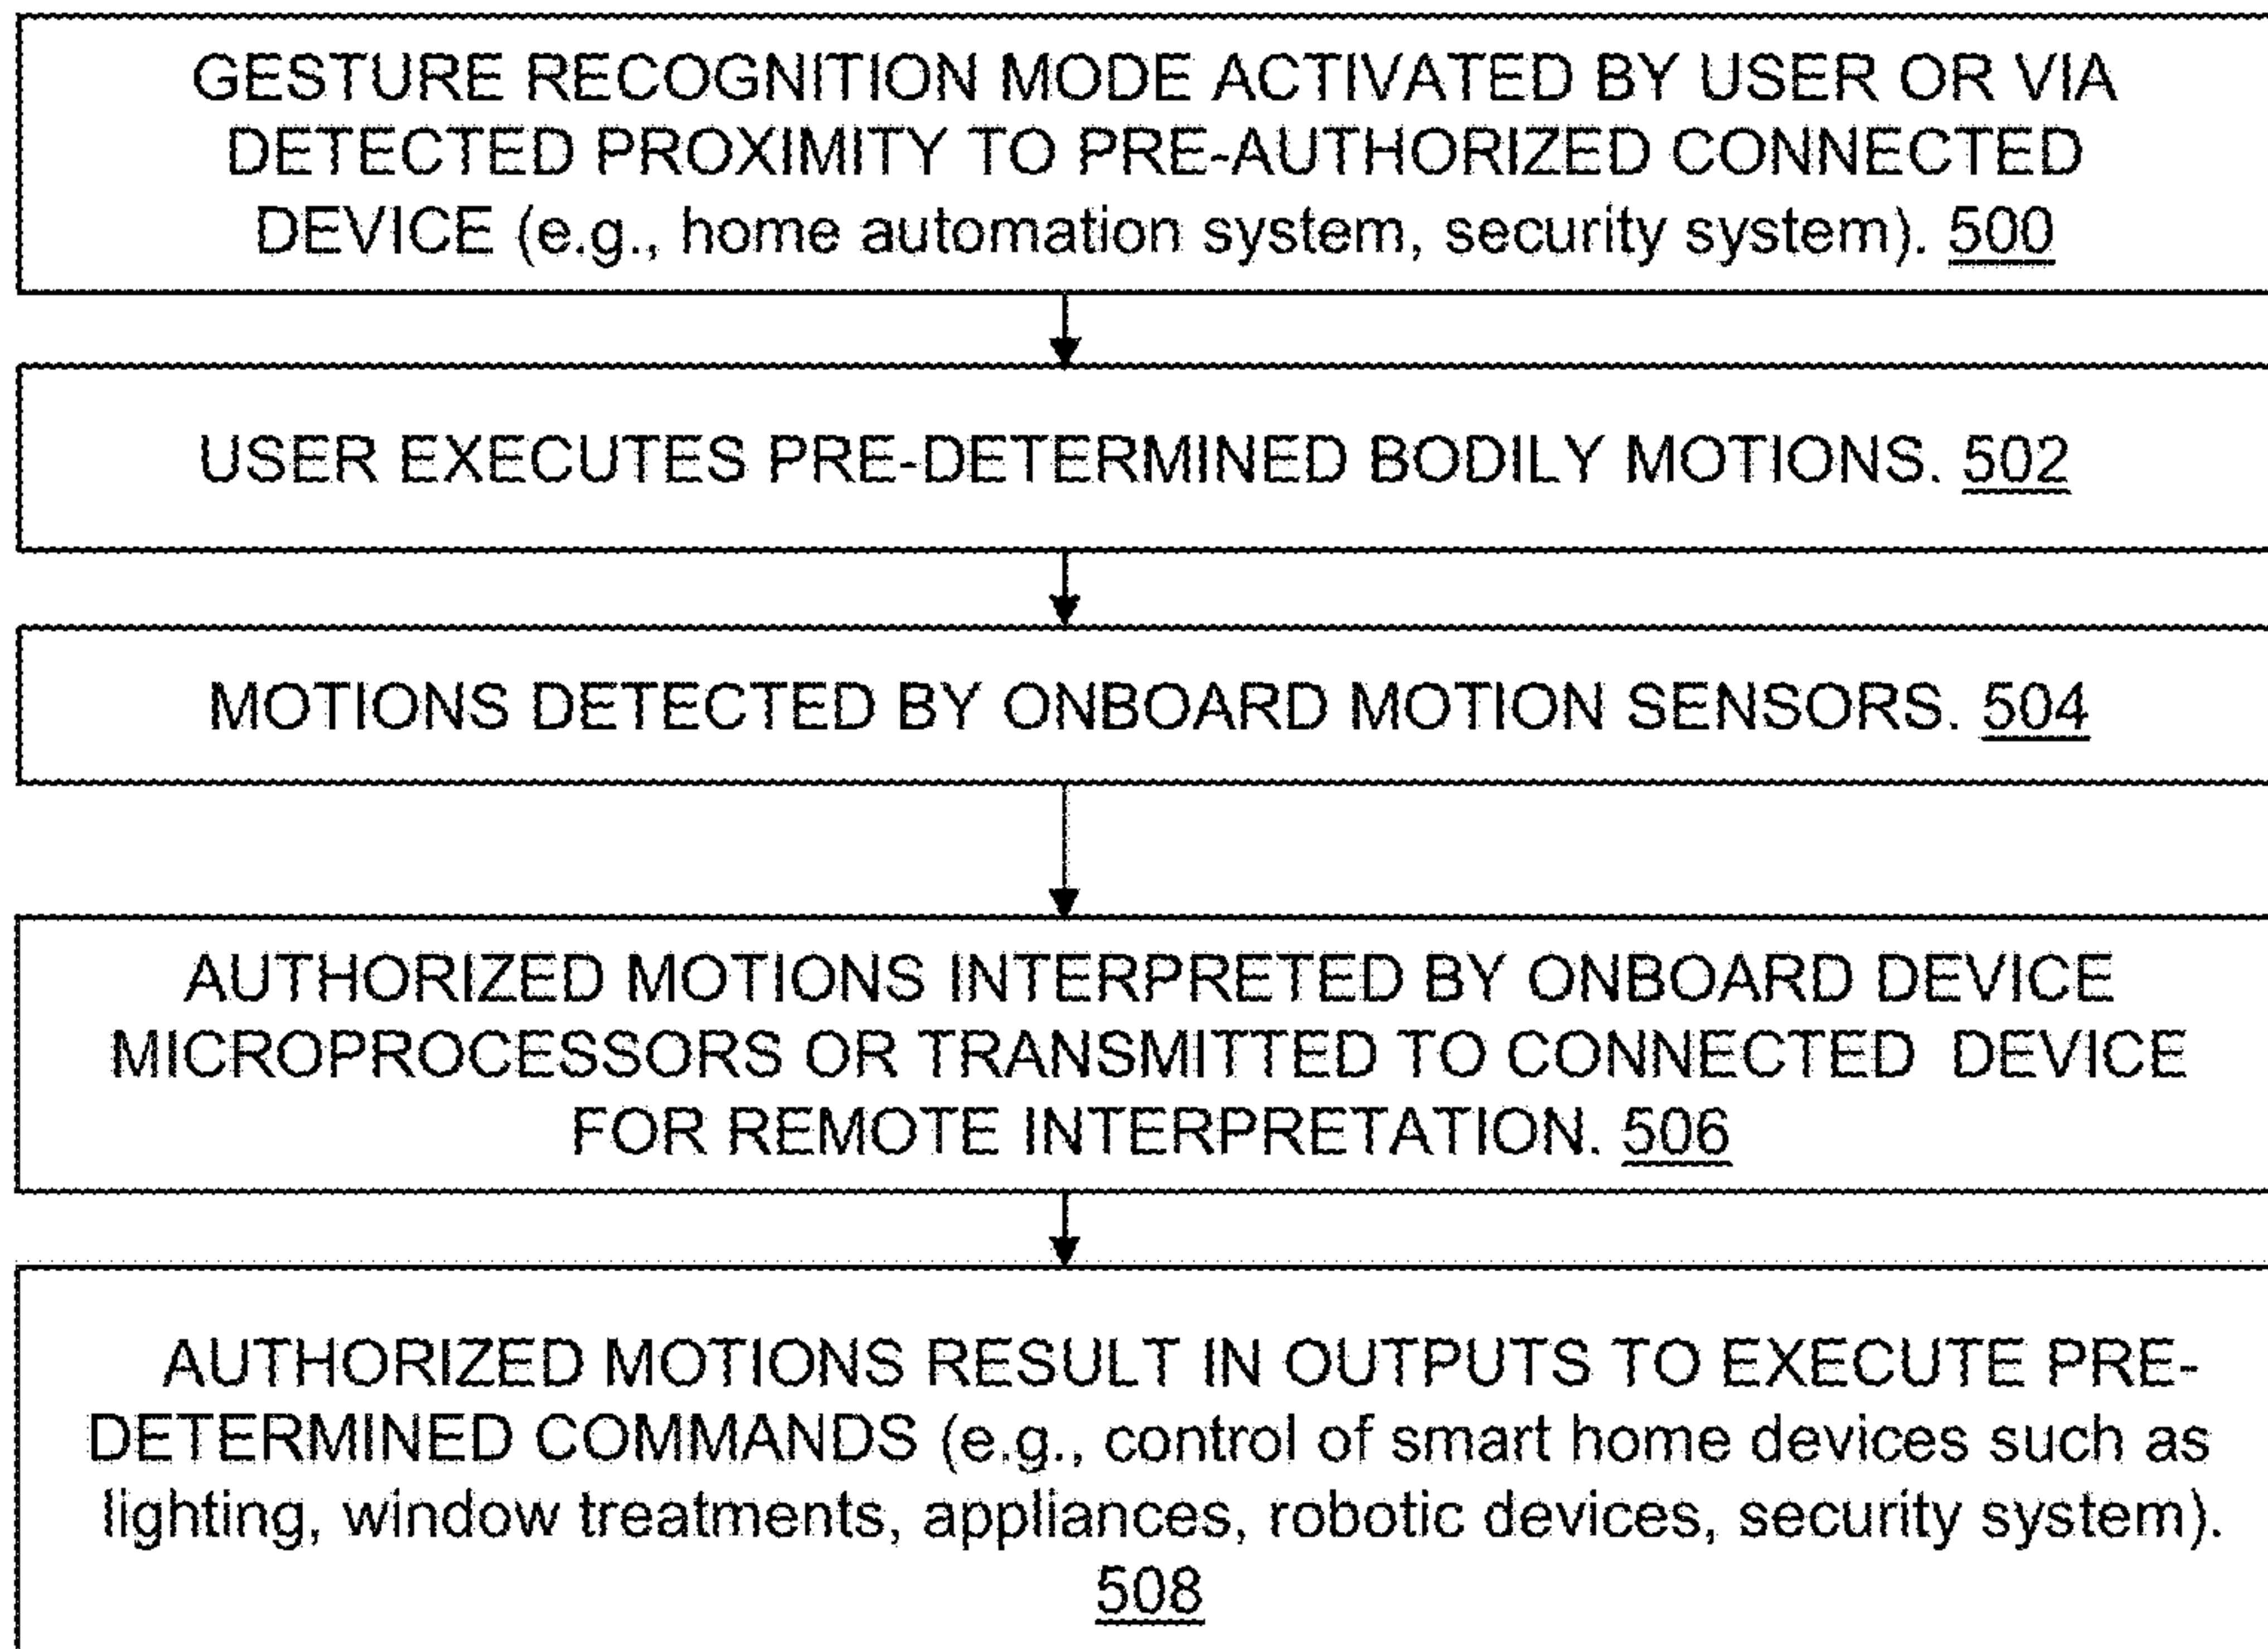 GESTURE RECOGNITION MODE ACTIVATED BY USER OR VIA
DETECTED PROXIMITY TO PRE-AUTHORIZED CONNECTED
DEVICE (e.g., home automation system, security system). 500
USER EXECUTES PRE-DETERMINED BODILY MOTIONS. 502
MOTIONS DETECTED BY ONBOARD MOTION SENSORS. 504
AUTHORIZED MOTIONS INTERPRETED BY ONBOARD DEVICE
MICROPROCESSORS OR TRANSMITTED TO CONNECTED DEVICE
FOR REMOTE INTERPRETATION. 506
AUTHORIZED MOTIONS RESULT IN OUTPUTS TO EXECUTE PRE-
DETERMINED COMMANDS (e.g., control of smart home devices such as
lighting, window treatments, appliances, robotic devices, security system).
508